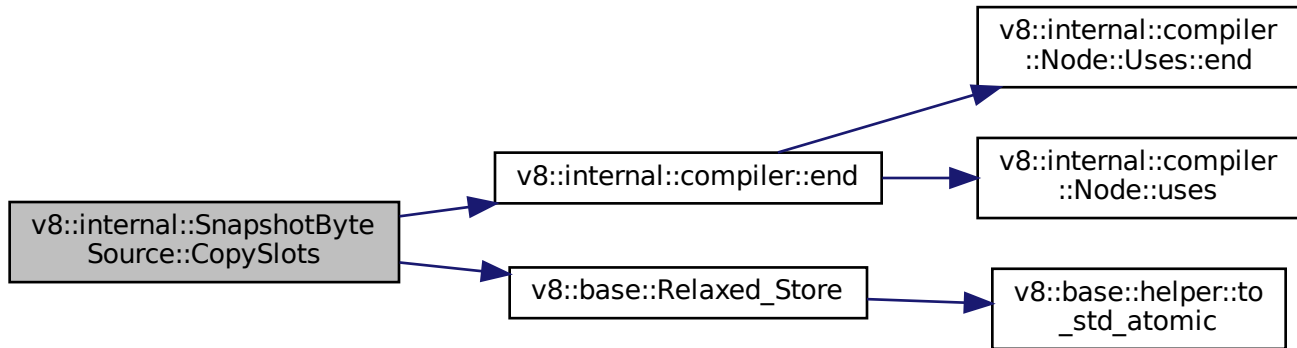 v8::internal::SnapshotByte
Source::CopySlots
v8::internal::compiler::end
v8::internal::compiler
::Node::Uses::end
v8::internal::compiler
::Node::uses
v8::base::Relaxed_Store
v8::base::helper::to
_std_atomic